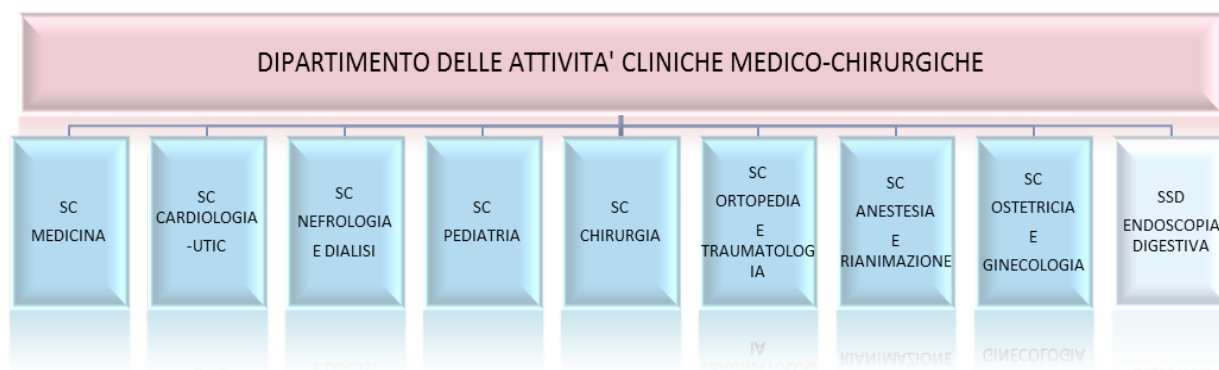 DIPARTIMENTO DELLE ATTIVITA' CLINICHE MEDICO-CHIRURGICHE
SC
MEDICINA
SC
CARDIOLOGIA
-UTIC
SC
NEFROLOGIA
E DIALISI
SC
PEDIATRIA
SC
CHIRURGIA
SC
ORTOPEDIA
E
TRAUMATOLOG
IA
SC
ANESTESIA
E
RIANIMAZIONE
SC
OSTETRICIA
E
GINECOLOGIA
SSD
ENDOSCOPIA
DIGESTIVA